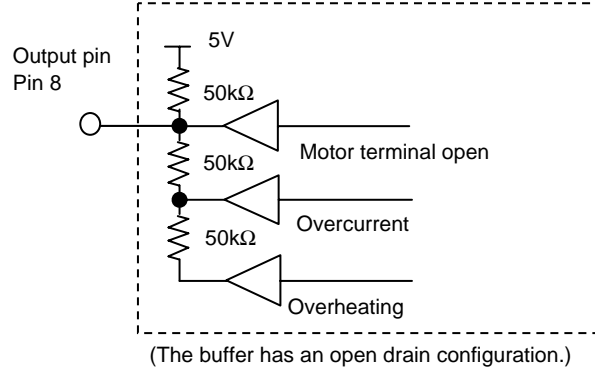 5V
Output pin
Pin 8
50kΩ
Motor terminal open
50kΩ
Overcurrent
50kΩ
Overheating
(The buffer has an open drain configuration.)